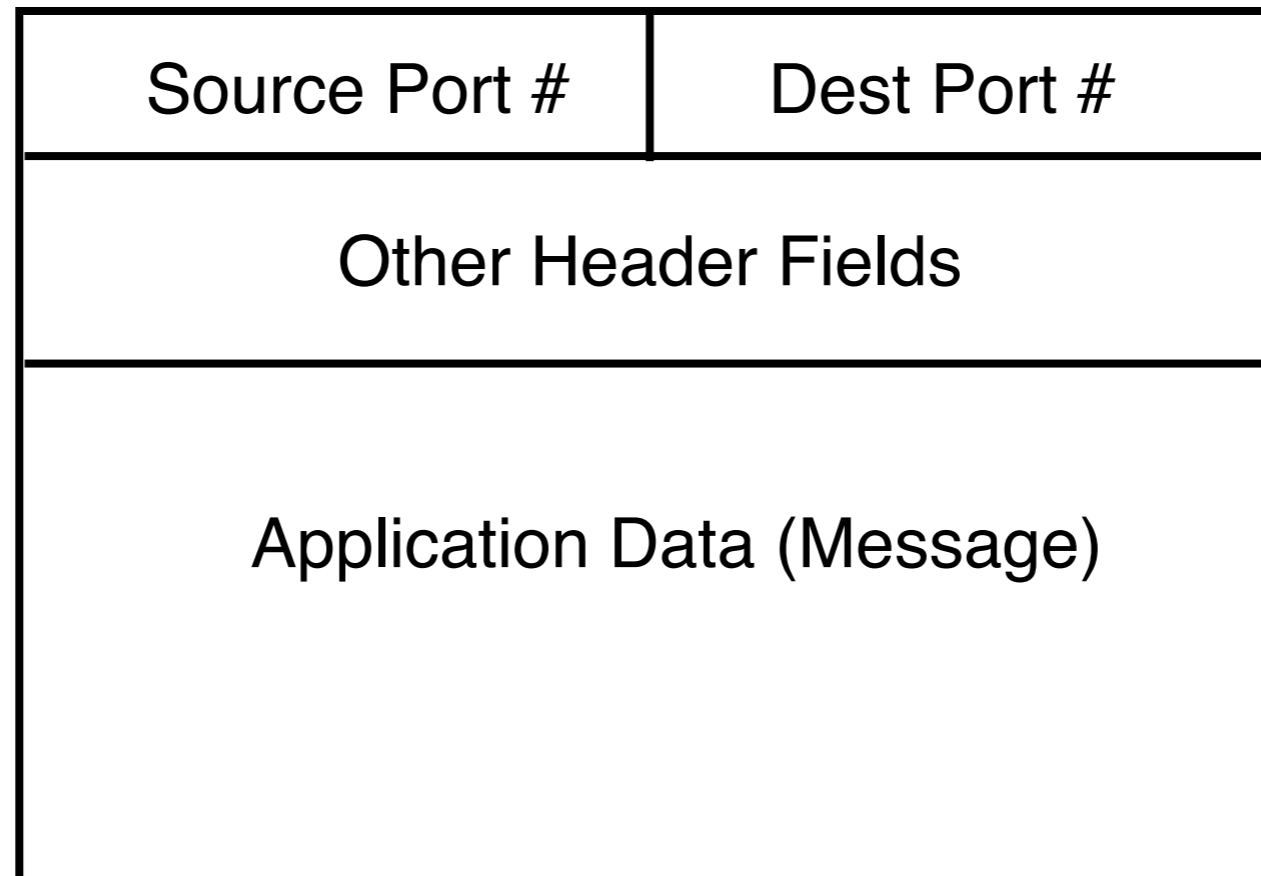 Source Port # Dest Port #
Other Header Fields
Application Data (Message)